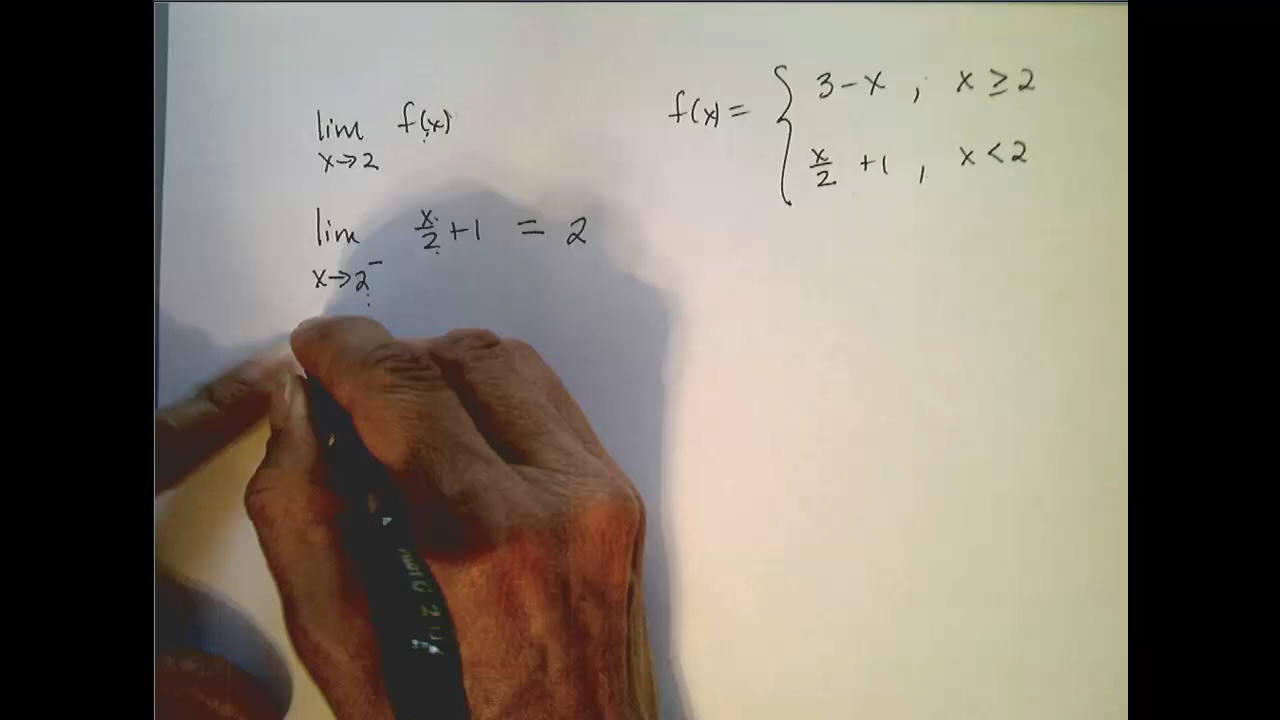 lim f(x)
x→2
f(x) = { 3-x , x ≥ 2
x/2 +1 , x < 2
lim x/2 +1 = 2
x→2⁻